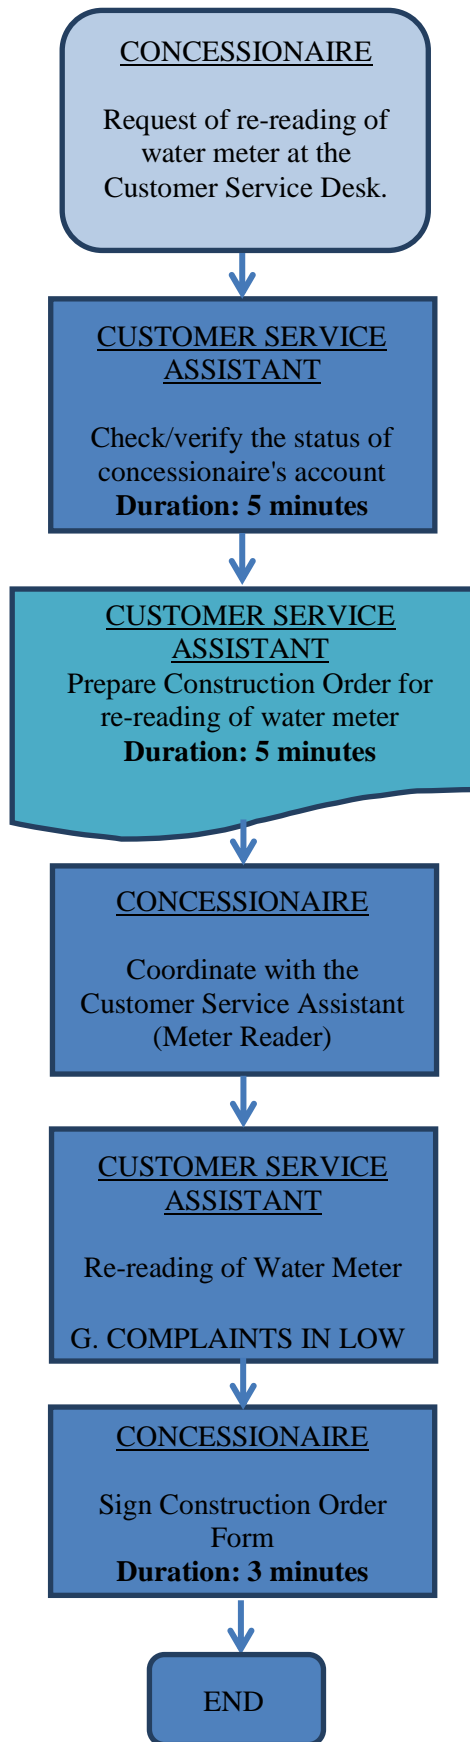 CONCESSIONAIRE
Request of re-reading of
water meter at the
Customer Service Desk.
CUSTOMER SERVICE
ASSISTANT
Check/verify the status of
concessionaire's account
Duration: 5 minutes
CUSTOMER SERVICE
ASSISTANT
Prepare Construction Order for
re-reading of water meter
Duration: 5 minutes
CONCESSIONAIRE
Coordinate with the
Customer Service Assistant
(Meter Reader)
CUSTOMER SERVICE
ASSISTANT
Re-reading of Water Meter
G. COMPLAINTS IN LOW
CONCESSIONAIRE
Sign Construction Order
Form
Duration: 3 minutes
END